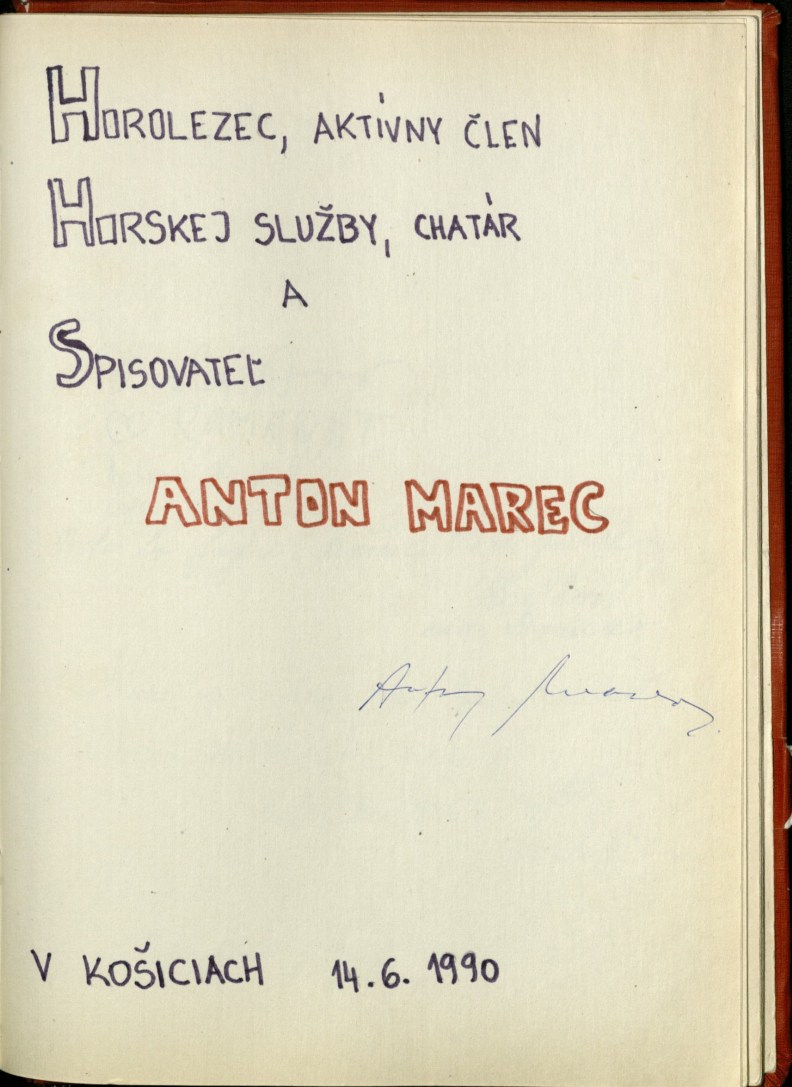 HOROLEZEC, AKTÍVNY ČLEN
HORSKEJ SLUŽBY, CHATÁR
A
SPISOVATEĽ
ANTON MAREC
V KOŠICIACH 14.6.1990